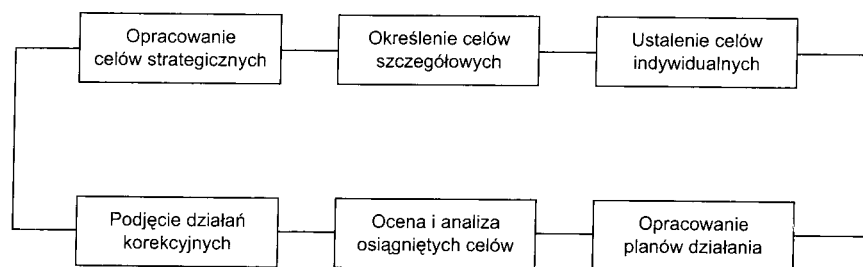 Opracowanie
celów strategicznych
Określenie celów
szczegółowych
Ustalenie celów
indywidualnych
Podjęcie działań
korekcyjnych
Ocena i analiza
osiągniętych celów
Opracowanie
planów działania